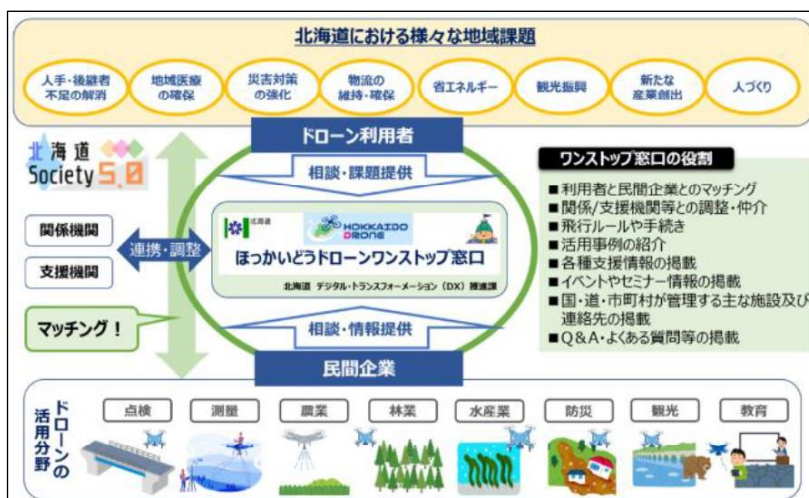 北海道における様々な地域課題
人手・後継者
不足の解消
地域医療
の確保
災害対策
の強化
物流の
維持・確保
省エネルギー
観光振興
新たな
産業創出
人づくり
北海道
Society 5.0
関係機関
支援機関
連携・調整
マッチング！
ドローン利用者
相談・課題提供
北海道
HOKKAIDO
DRONE
ほっかいどうドローンワンストップ窓口
北海道 デジタル・トランスフォーメーション（DX）推進課
相談・情報提供
民間企業
ワンストップ窓口の役割
■利用者と民間企業とのマッチング
■関係/支援機関等との調整・仲介
■飛行ルールや手続き
■活用事例の紹介
■各種支援情報の掲載
■イベントやセミナー情報の掲載
■国・道・市町村が管理する主な施設及び
連絡先の掲載
■Q＆A・よくある質問等の掲載
ドローンの
活用分野
点検
測量
農業
林業
水産業
防災
観光
教育